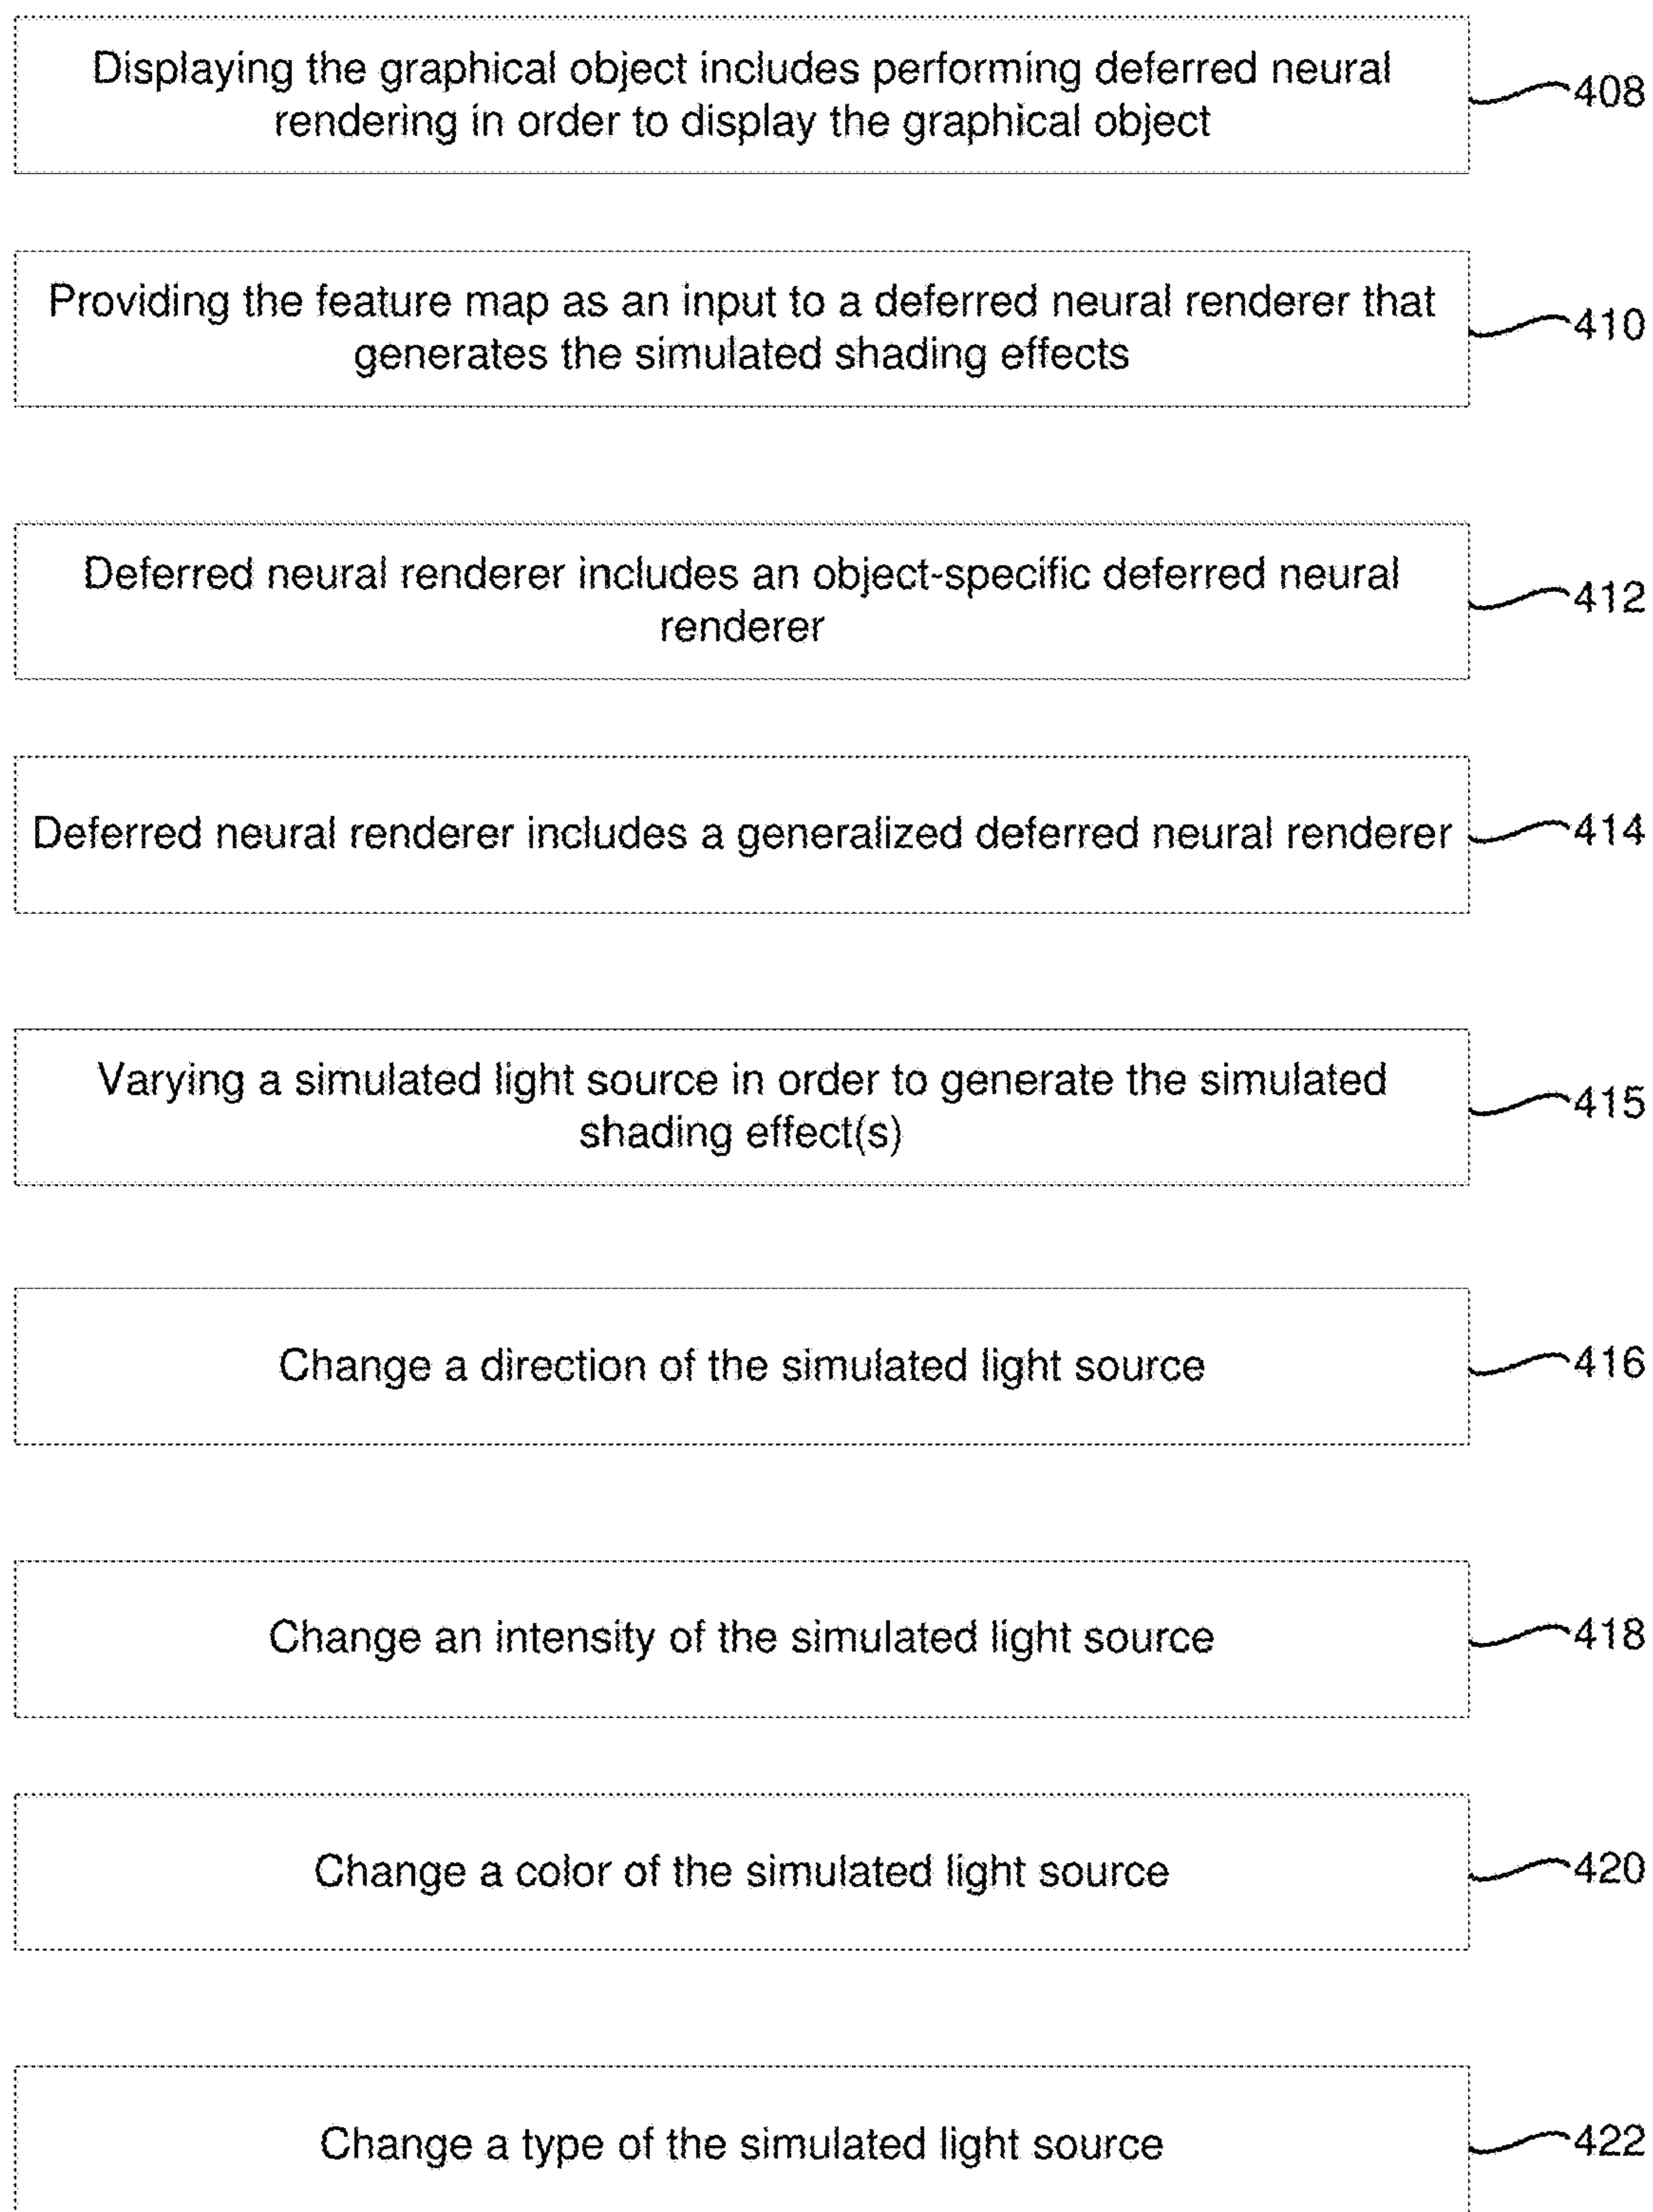 Displaying the graphical object includes performing deferred neural
rendering in order to display the graphical object
408
Providing the feature map as an input to a deferred neural renderer that
generates the simulated shading effects
410
Deferred neural renderer includes an object-specific deferred neural
renderer
412
Deferred neural renderer includes a generalized deferred neural renderer
414
Varying a simulated light source in order to generate the simulated
shading effect(s)
415
Change a direction of the simulated light source
416
Change an intensity of the simulated light source
418
Change a color of the simulated light source
420
Change a type of the simulated light source
422